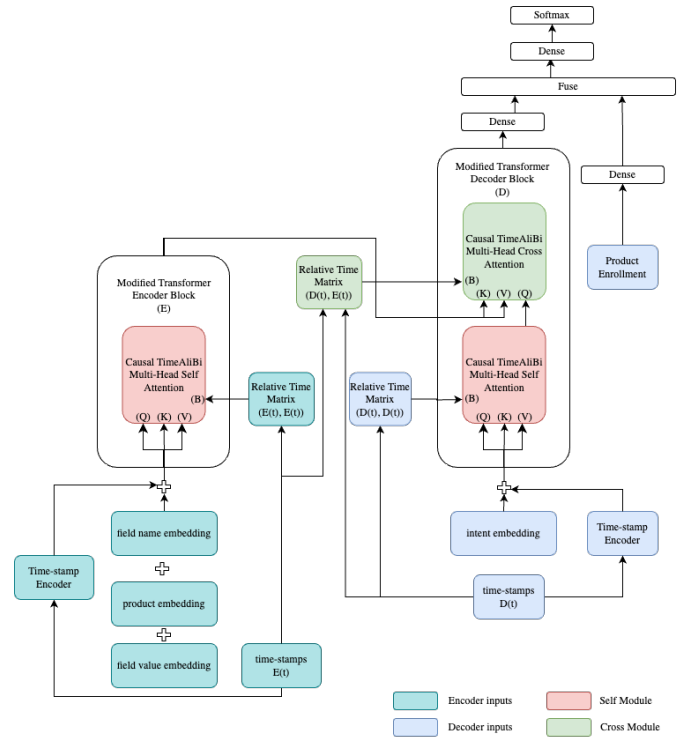 Softmax
Dense
Fuse
Dense
Modified Transformer
Decoder Block
(D)
Dense
Causal TimeAliBi
Multi-Head Cross
Attention
(B)
(K) (V) (Q)
Product
Enrollment
Relative Time
Matrix
(D(t), E(t))
Modified Transformer
Encoder Block
(E)
Causal TimeAliBi
Multi-Head Self
Attention
(B)
(Q) (K) (V)
Relative Time
Matrix
(E(t), E(t))
Relative Time
Matrix
(D(t), D(t))
Causal TimeAliBi
Multi-Head Self
Attention
(B)
(Q) (K) (V)
field name embedding
intent embedding
Time-stamp
Encoder
Time-stamp
Encoder
product embedding
time-stamps
D(t)
field value embedding
time-stamps
E(t)
Encoder inputs
Self Module
Decoder inputs
Cross Module